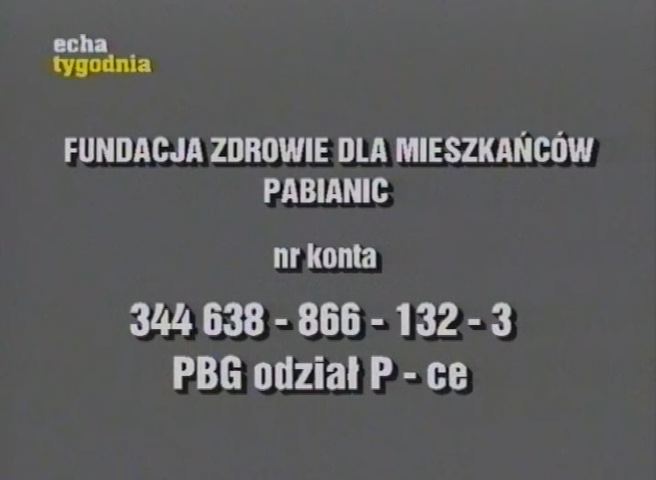 echa
tygodnia
FUNDACJA ZDROWIE DLA MIESZKAŃCÓW
PABIANIC
nr konta
344 638 - 866 - 132 - 3
PBG odział P - ce